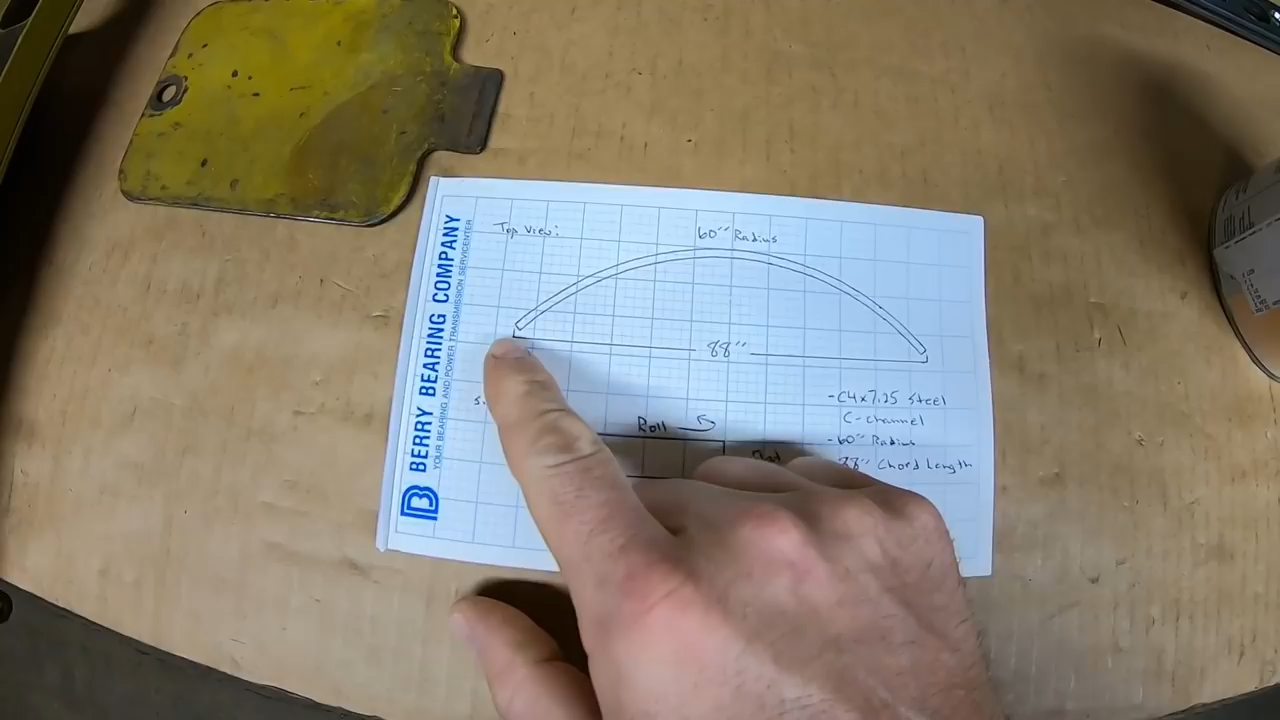 BERRY BEARING COMPANY
YOUR BEARING AND POWER TRANSMISSION SERVICENTER
Top View:
60" Radius
88"
Roll
-C4x7.25 Steel
C-channel
-60" Radius
88" Chord Length